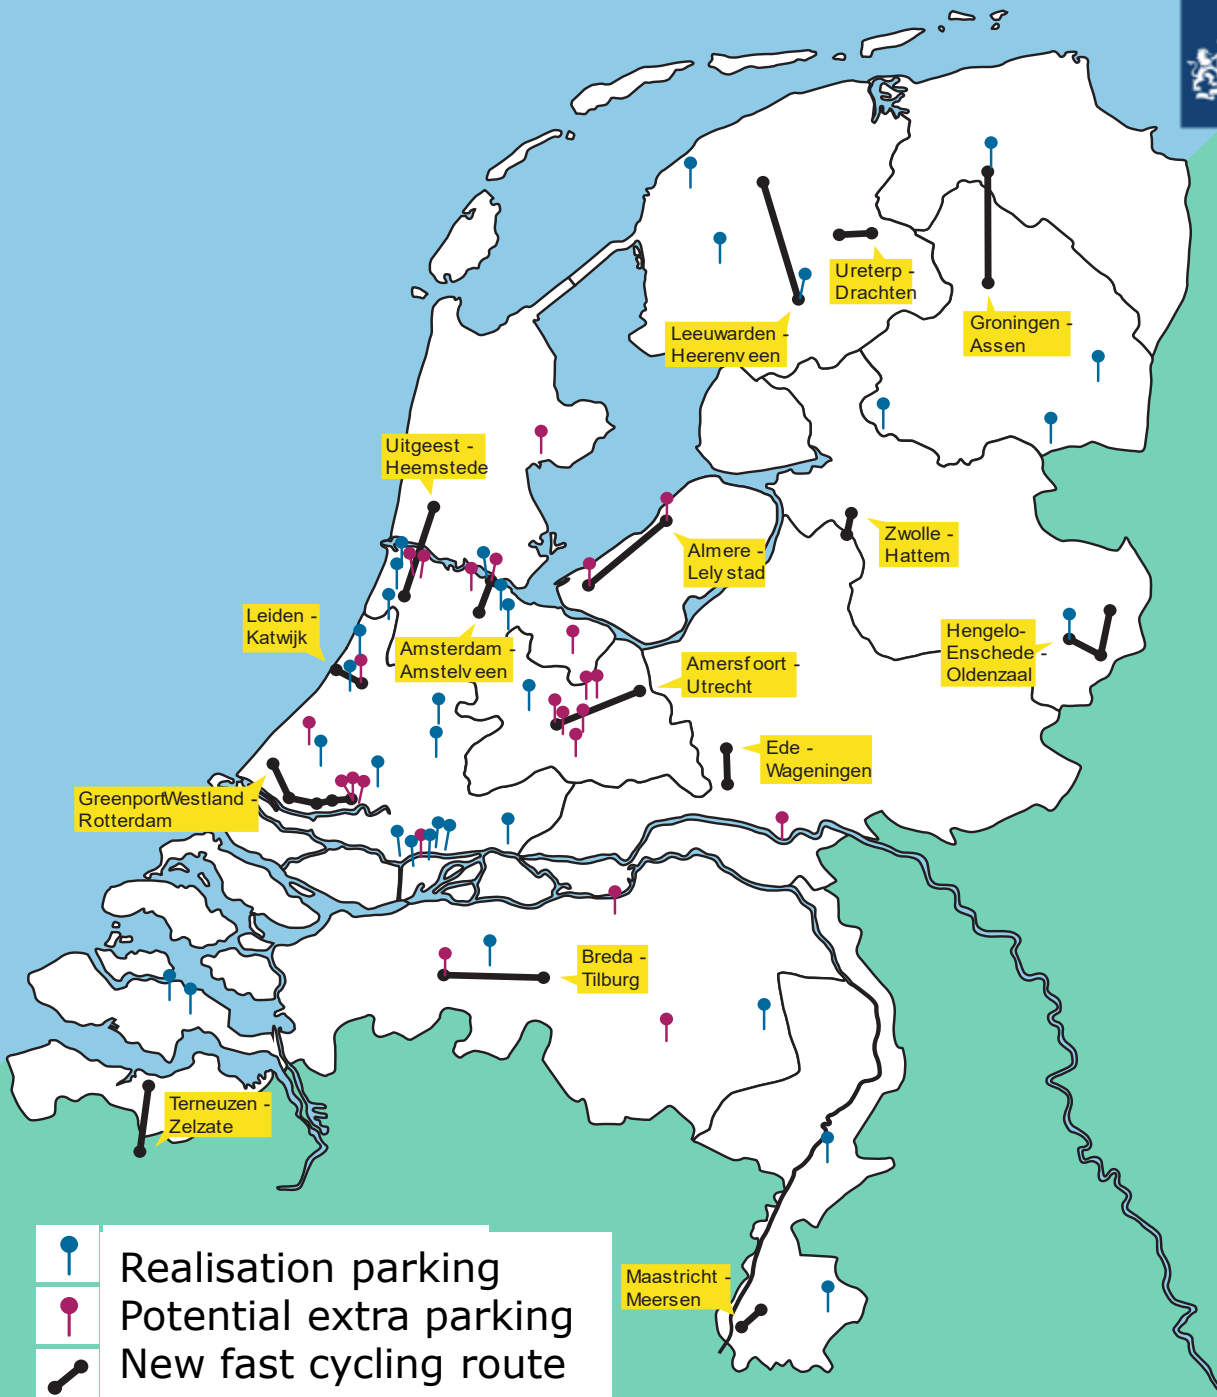 Ureterp -
Drachten
Leeuwarden -
Heerenveen
Groningen -
Assen
Uitgeest -
Heemstede
Almere -
Lelystad
Zwolle -
Hattem
Leiden -
Katwijk
Amsterdam -
Amstelveen
Hengelo-
Enschede -
Oldenzaal
Amersfoort -
Utrecht
Ede -
Wageningen
GreenportWestland -
Rotterdam
Breda -
Tilburg
Terneuzen -
Zelzate
Maastricht -
Meersen
Realisation parking
Potential extra parking
New fast cycling route